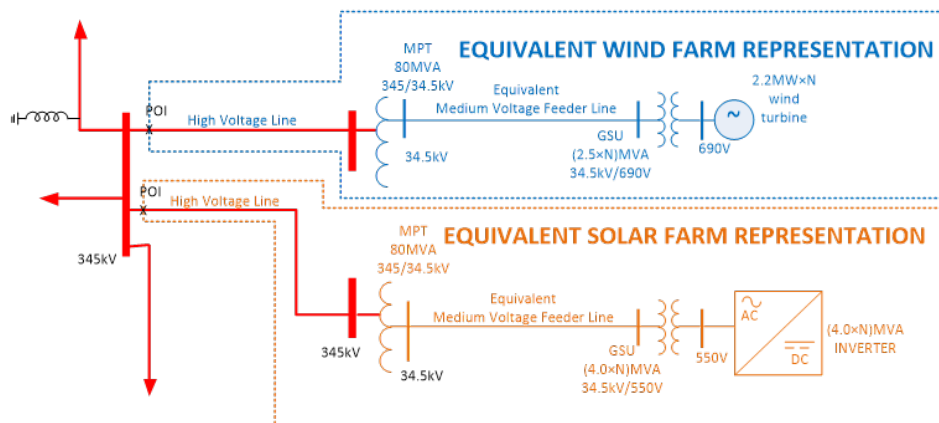 MPT
80MVA
345/34.5kV
EQUIVALENT WIND FARM REPRESENTATION
2.2MW×N
wind
turbine
Equivalent
Medium Voltage Feeder Line
POI
High Voltage Line
~
34.5kV
GSU
(2.5×N)MVA
34.5kV/690V
690V
POI
High Voltage Line
345kV
MPT
80MVA
345/34.5kV
EQUIVALENT SOLAR FARM REPRESENTATION
Equivalent
Medium Voltage Feeder Line
AC
DC
(4.0×N)MVA
INVERTER
345kV
34.5kV
GSU
(4.0×N)MVA
34.5kV/550V
550V